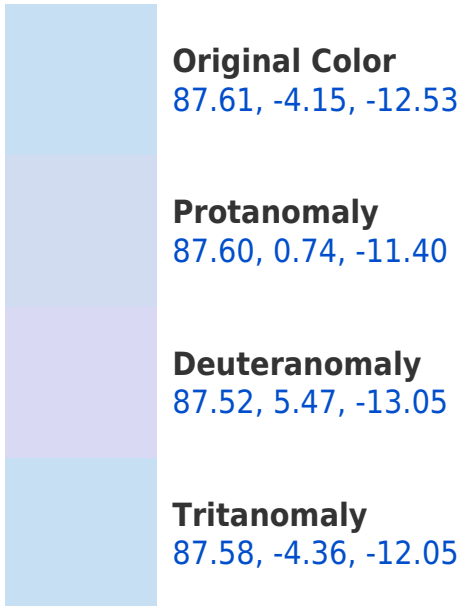 Original Color
87.61, -4.15, -12.53
Protanomaly
87.60, 0.74, -11.40
Deuteranomaly
87.52, 5.47, -13.05
Tritanomaly
87.58, -4.36, -12.05